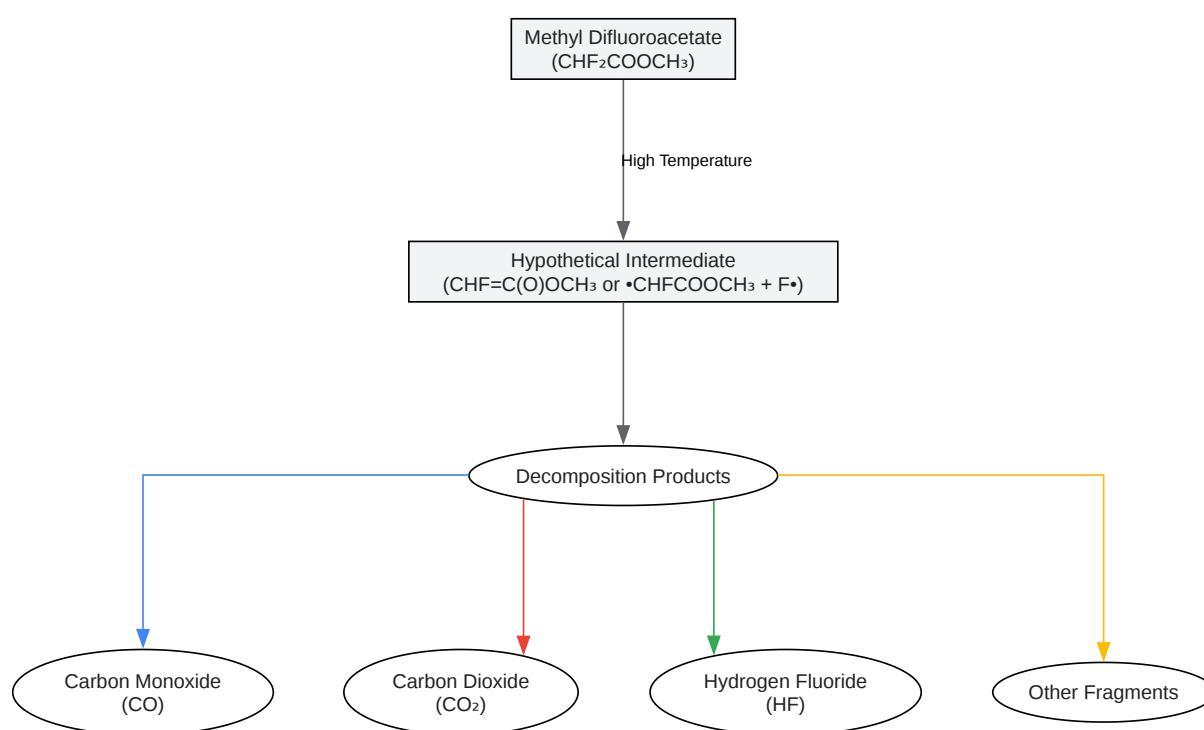 Methyl Difluoroacetate
(CHF₂COOCH₃)
High Temperature
Hypothetical Intermediate
(CHF=C(O)OCH₃ or •CHFCOOCH₃ + F•)
Decomposition Products
Carbon Monoxide
(CO)
Carbon Dioxide
(CO₂)
Hydrogen Fluoride
(HF)
Other Fragments